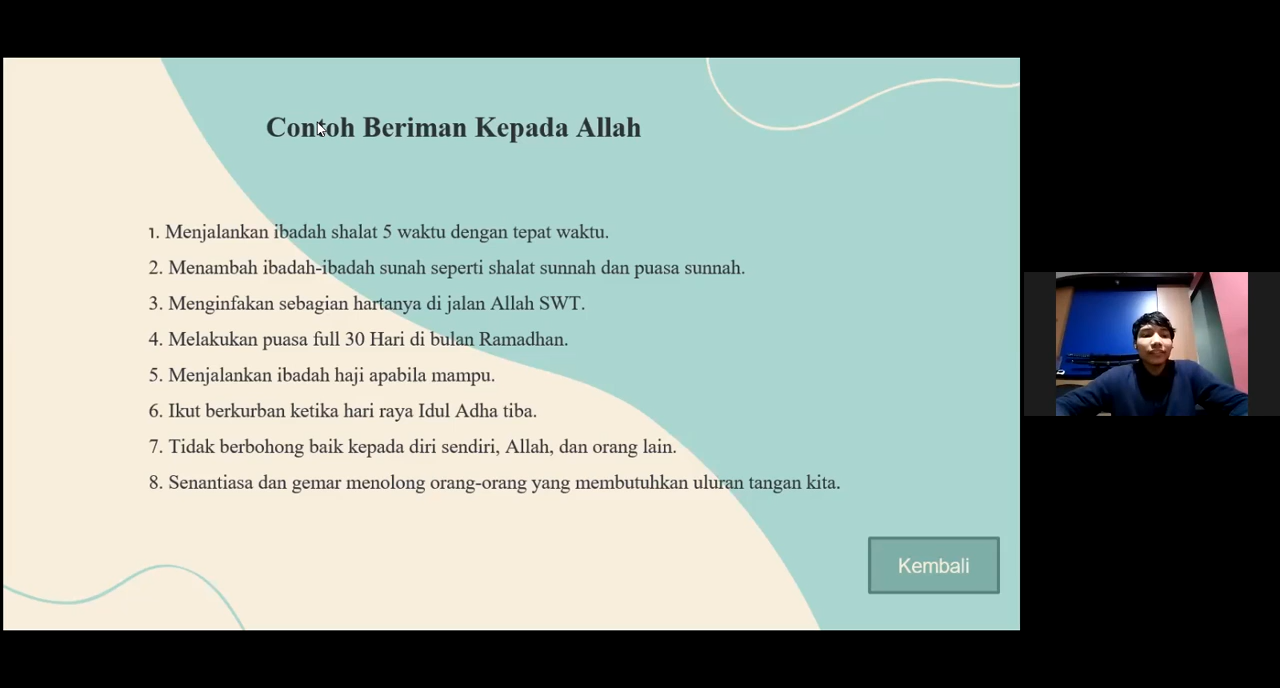 Contoh Beriman Kepada Allah
1. Menjalankan ibadah shalat 5 waktu dengan tepat waktu.
2. Menambah ibadah-ibadah sunah seperti shalat sunnah dan puasa sunnah.
3. Menginfakan sebagian hartanya di jalan Allah SWT.
4. Melakukan puasa full 30 Hari di bulan Ramadhan.
5. Menjalankan ibadah haji apabila mampu.
6. Ikut berkurban ketika hari raya Idul Adha tiba.
7. Tidak berbohong baik kepada diri sendiri, Allah, dan orang lain.
8. Senantiasa dan gemar menolong orang-orang yang membutuhkan uluran tangan kita.
Kembali